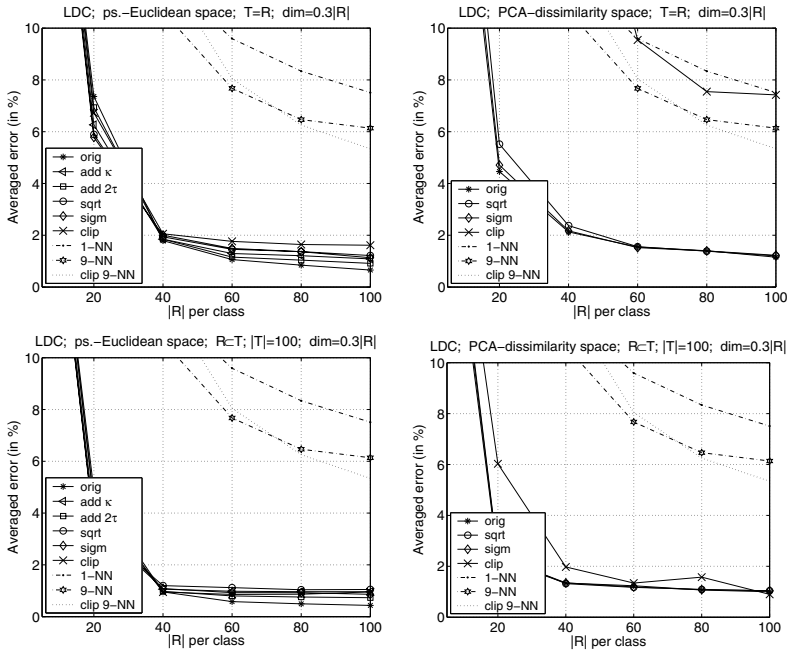 LDC; ps.−Euclidean space; T=R; dim=0.3|R|
10
8
6
4
2
0
Averaged error (in %)
orig
add κ
add 2τ
sqrt
sigm
clip
1−NN
9−NN
clip 9−NN
20
40
60
80
100
|R| per class
LDC; PCA−dissimilarity space; T=R; dim=0.3|R|
10
8
6
4
2
0
Averaged error (in %)
orig
sqrt
sigm
clip
1−NN
9−NN
clip 9−NN
20
40
60
80
100
|R| per class
LDC; ps.−Euclidean space; R⊂T; |T|=100; dim=0.3|R|
10
8
6
4
2
0
Averaged error (in %)
orig
add κ
add 2τ
sqrt
sigm
clip
1−NN
9−NN
clip 9−NN
20
40
60
80
100
|R| per class
LDC; PCA−dissimilarity space; R⊂T; |T|=100; dim=0.3|R|
10
8
6
4
2
0
Averaged error (in %)
orig
sqrt
sigm
clip
1−NN
9−NN
clip 9−NN
20
40
60
80
100
|R| per class